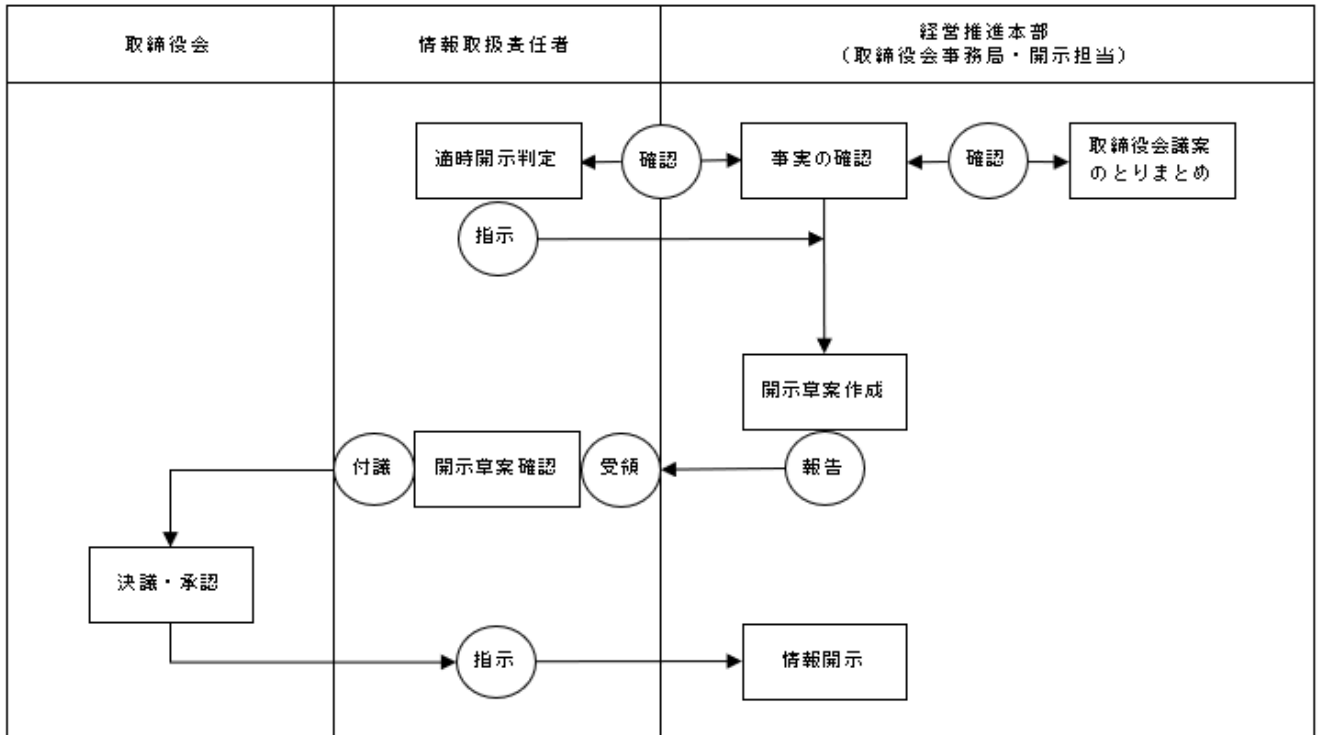 取締役会
情報取扱責任者
経営推進本部
（取締役会事務局・開示担当）
適時開示判定
確認
事実の確認
確認
取締役会議案
のとりまとめ
指示
開示草案作成
付議
開示草案確認
受領
報告
決議・承認
指示
情報開示